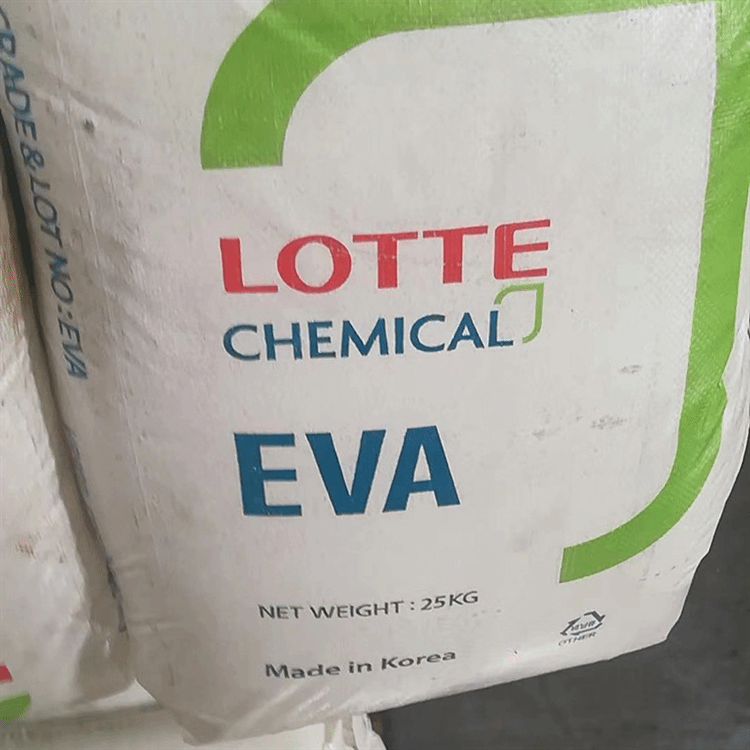 GRADE & LOT NO.:EVA
LOTTE
CHEMICAL
EVA
NET WEIGHT : 25KG
Made in Korea
OTHER